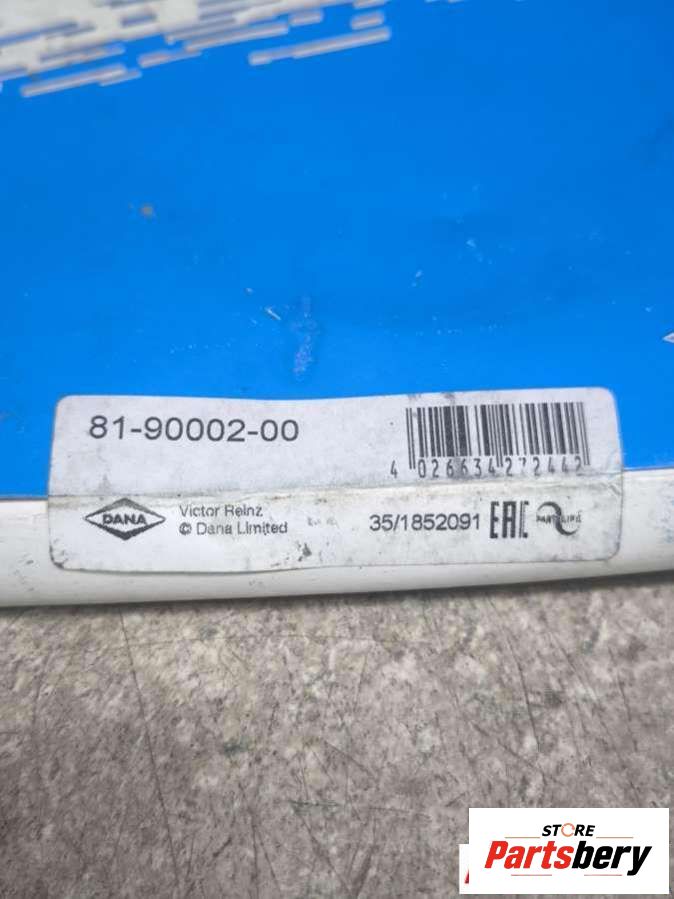 81-90002-00
4 026634 272442
DANA
Victor Reinz
© Dana Limited
35/1852091
EAC
STORE
Partsbery